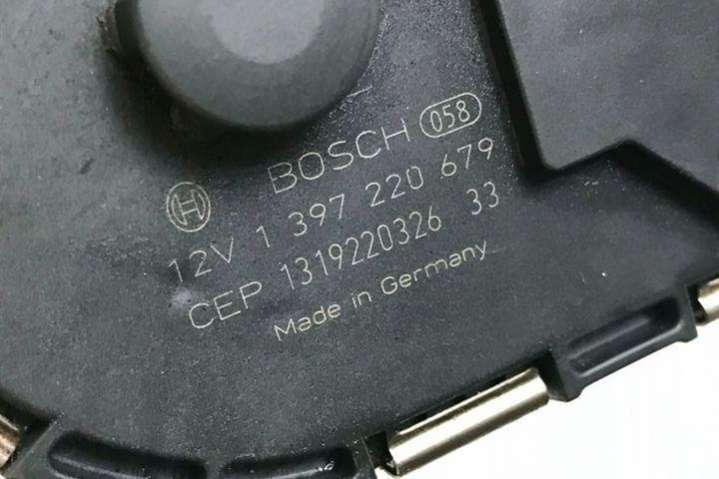 BOSCH 058
12V 1 397 220 679
CEP 1319220326 33
Made in Germany